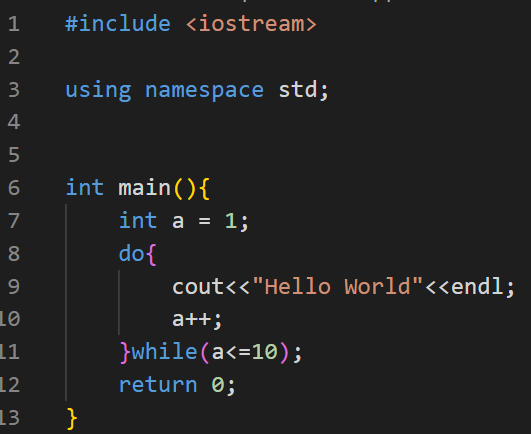 1 #include <iostream>
2
3 using namespace std;
4
5
6 int main(){
7 int a = 1;
8 do{
9 cout<<"Hello World"<<endl;
10 a++;
11 }while(a<=10);
12 return 0;
13 }